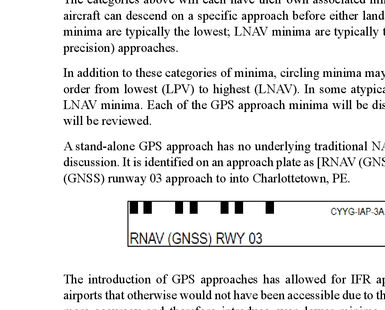 The categories above will each have their own associated min
aircraft can descend on a specific approach before either land
minima are typically the lowest; LNAV minima are typically t
precision) approaches.
In addition to these categories of minima, circling minima may
order from lowest (LPV) to highest (LNAV). In some atypica
LNAV minima. Each of the GPS approach minima will be dis
will be reviewed.
A stand-alone GPS approach has no underlying traditional NA
discussion. It is identified on an approach plate as [RNAV (GNS
(GNSS) runway 03 approach to into Charlottetown, PE.
CYYG-IAP-3A
RNAV (GNSS) RWY 03
The introduction of GPS approaches has allowed for IFR ap
airports that otherwise would not have been accessible due to th